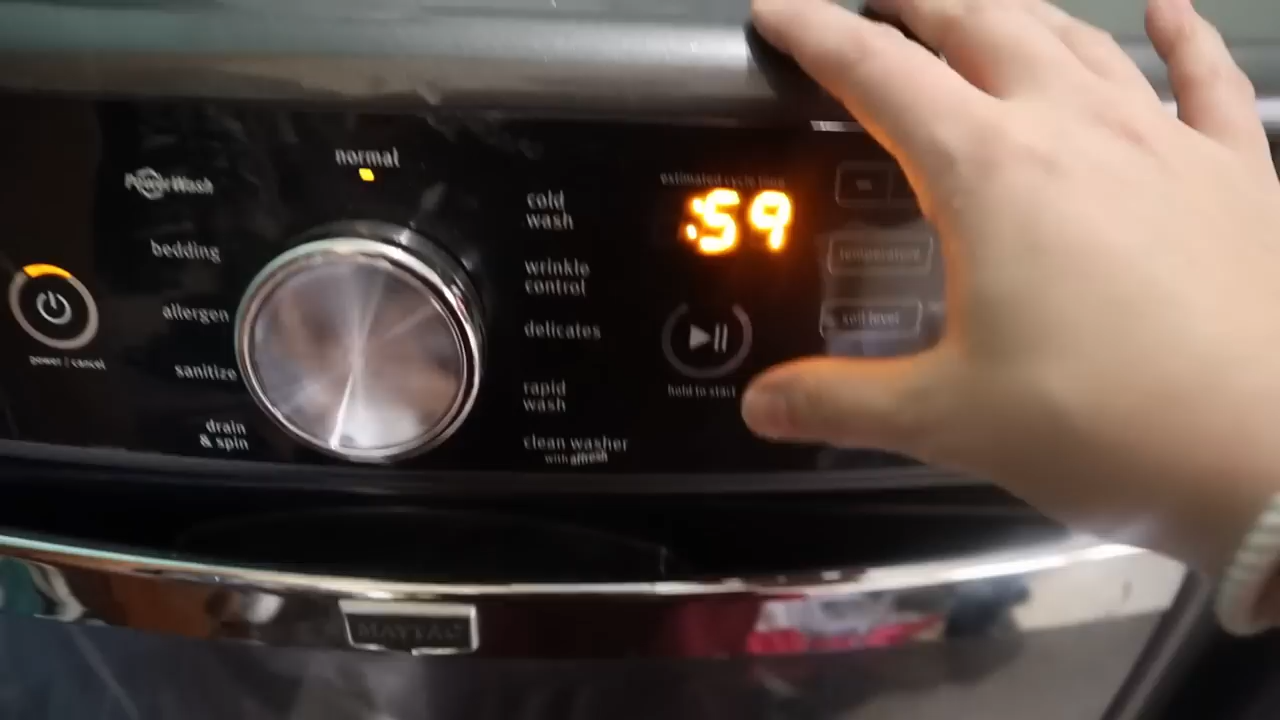 normal
PowerWash
bedding
allergen
sanitize
drain
& spin
power / cancel
cold
wash
wrinkle
control
delicates
rapid
wash
clean washer
with affresh
estimated cycle time
:59
hold to start
temperature
soil level
MAYTAG